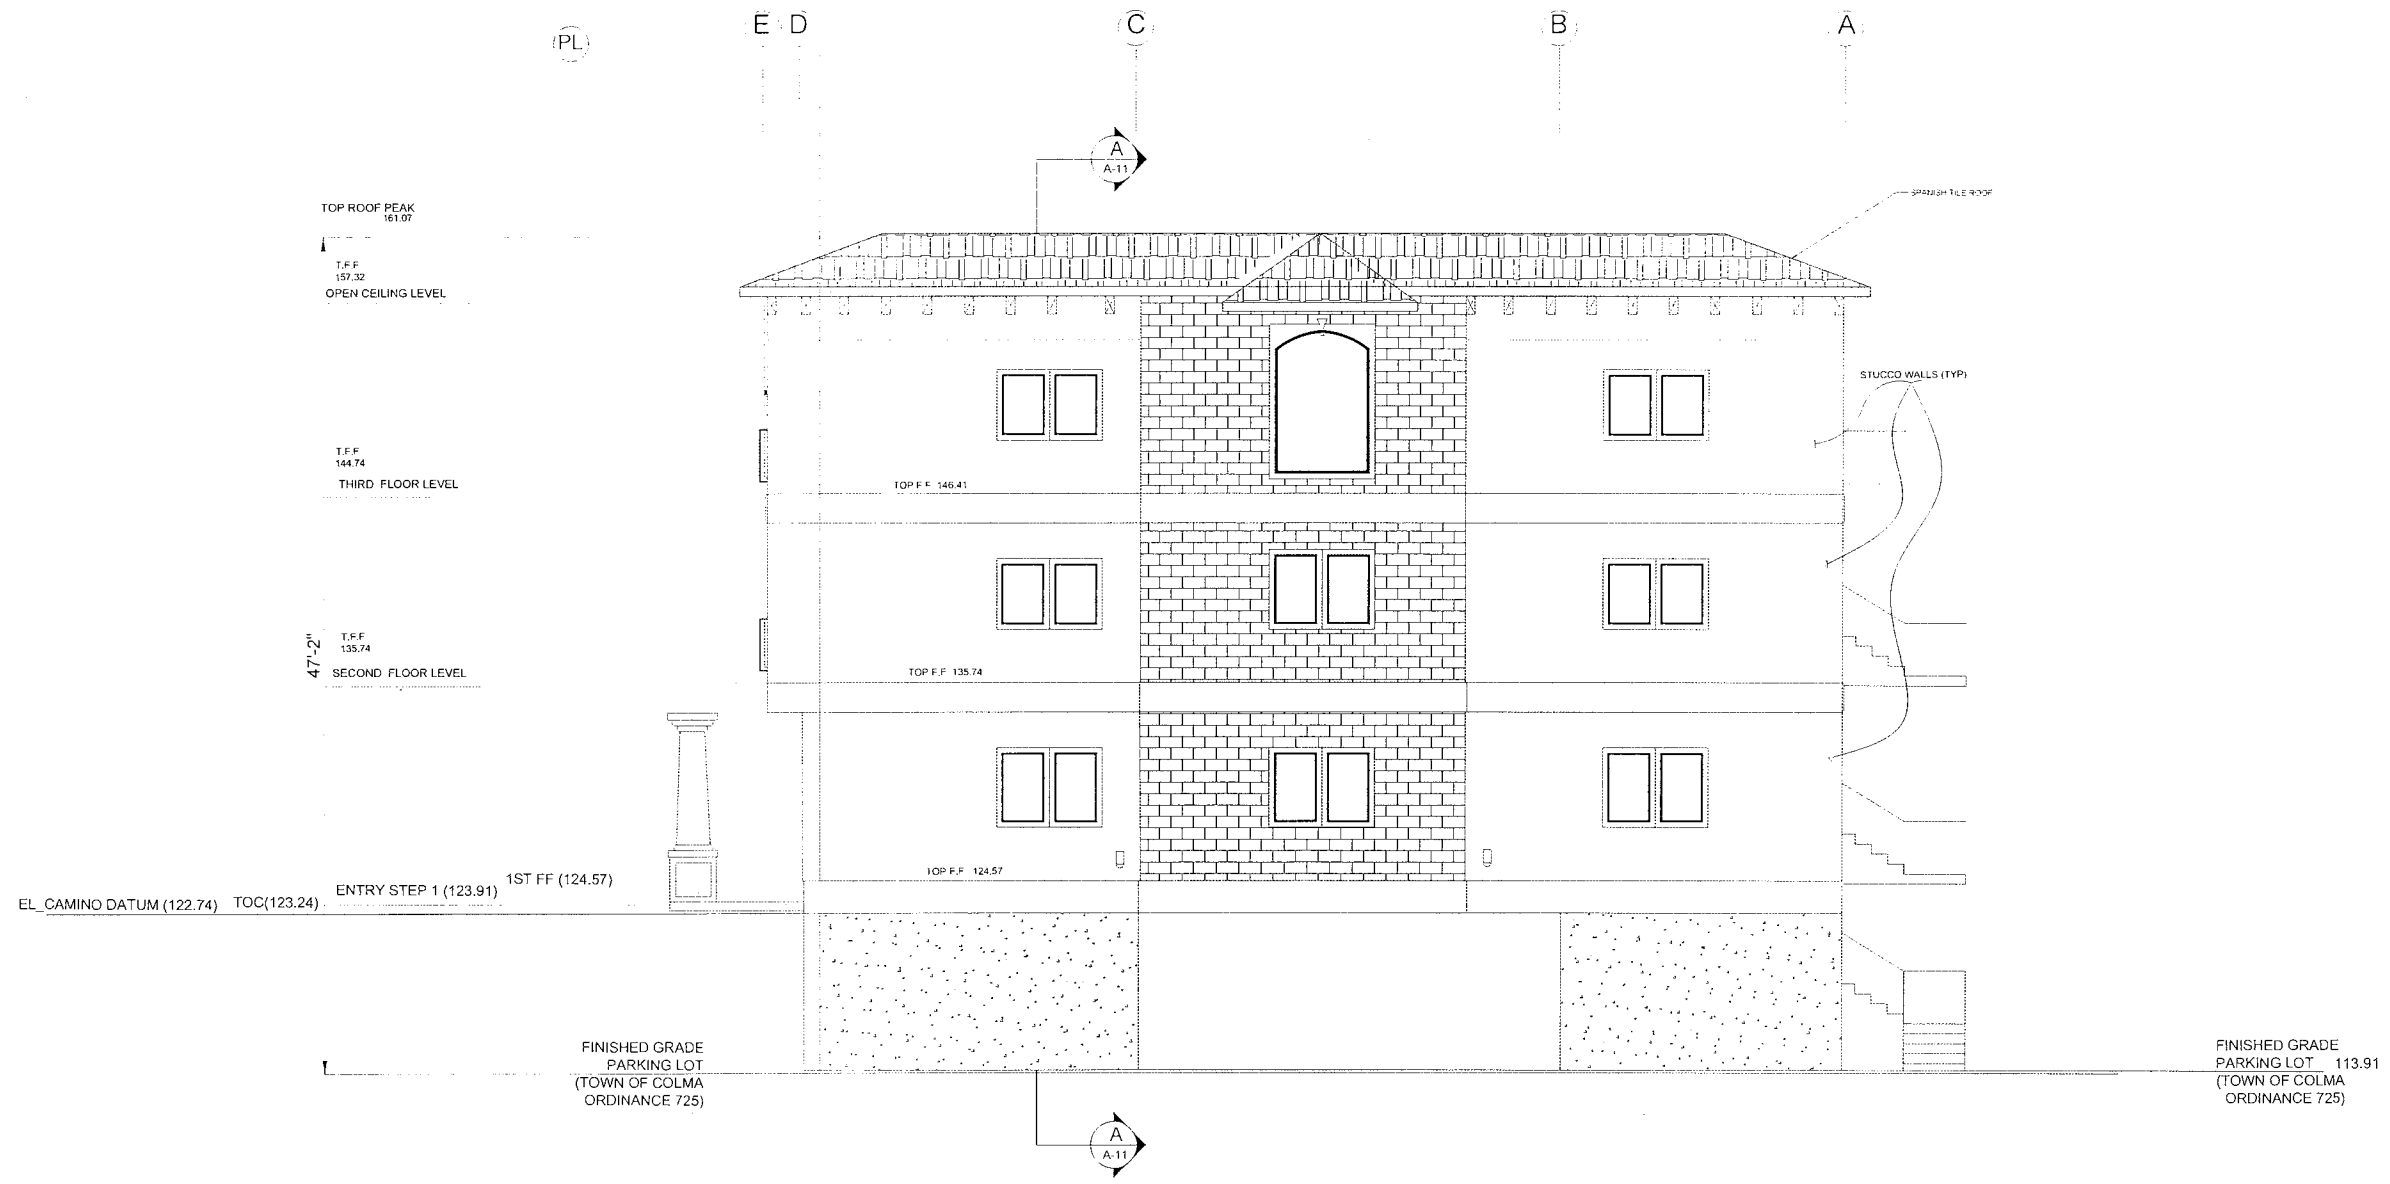 PL
E D C B A
A
A-11
SPANISH TILE ROOF
TOP ROOF PEAK
161.07
T.F.F
157.32
OPEN CEILING LEVEL
STUCCO WALLS (TYP)
T.F.F
144.74
THIRD FLOOR LEVEL
TOP F.F 146.41
47'-2"
T.F.F
135.74
SECOND FLOOR LEVEL
TOP F.F 135.74
TOP F.F 124.57
1ST FF (124.57)
ENTRY STEP 1 (123.91)
EL_CAMINO DATUM (122.74) TOC(123.24)
FINISHED GRADE
PARKING LOT
(TOWN OF COLMA
ORDINANCE 725)
FINISHED GRADE
PARKING LOT 113.91
(TOWN OF COLMA
ORDINANCE 725)
A
A-11